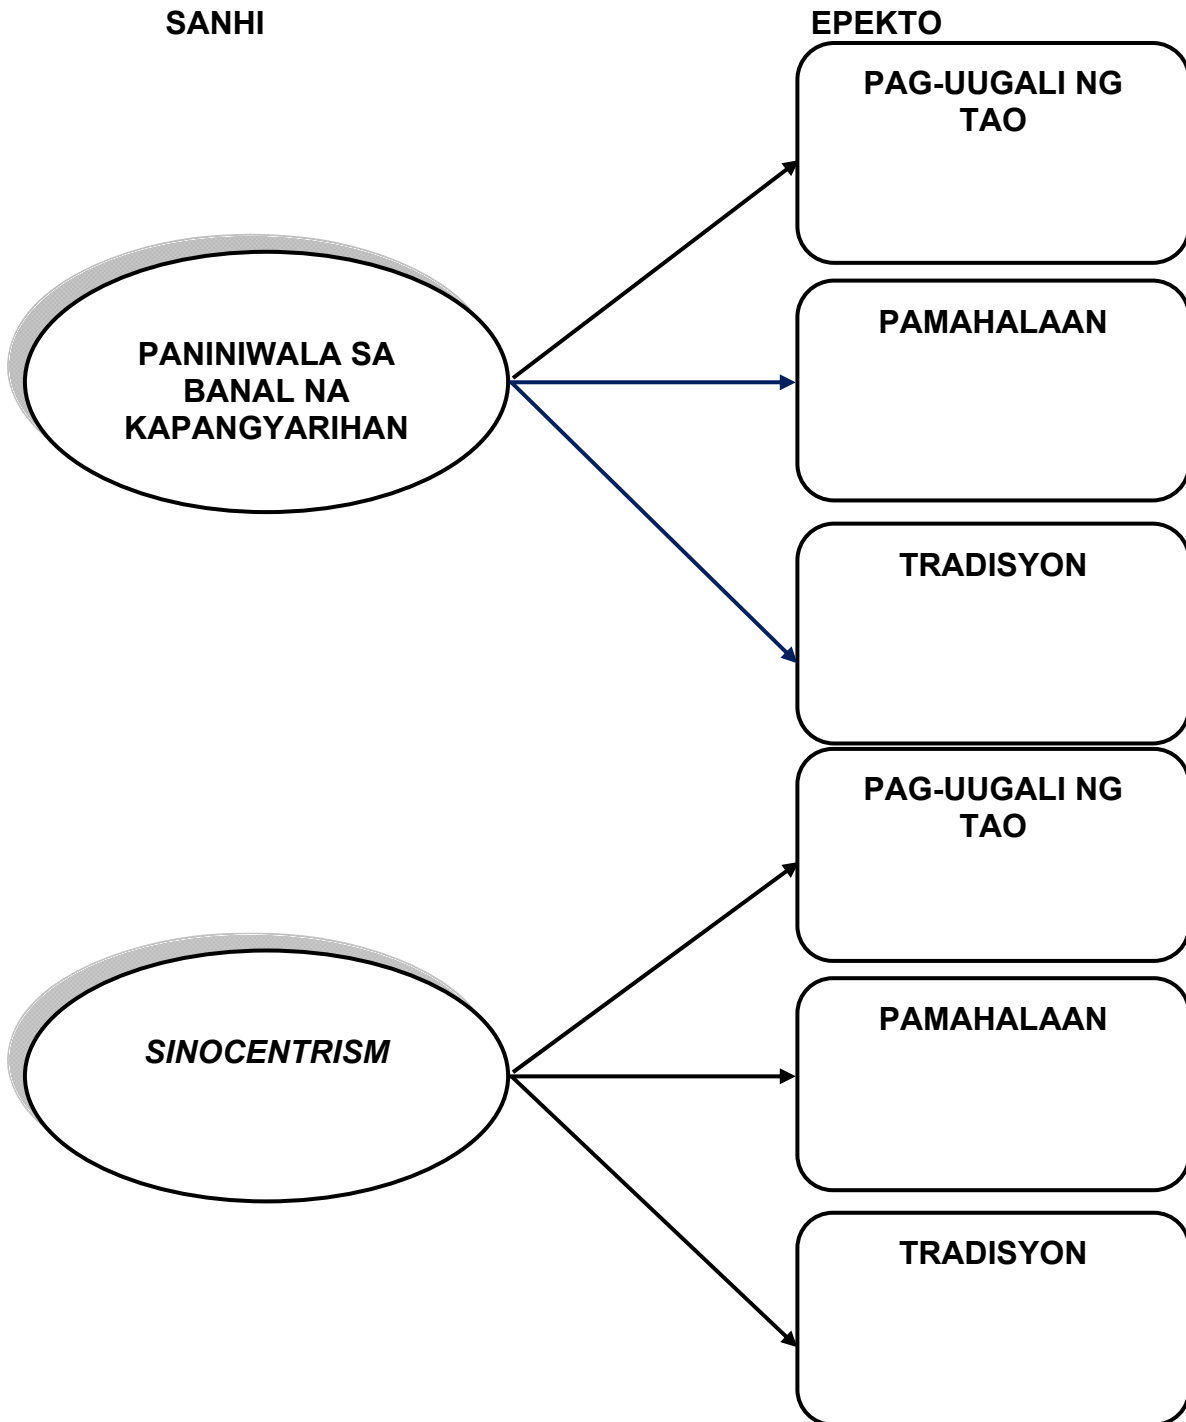 SANHI
EPEKTO
PAG-UUGALI NG
TAO
PANINIWALA SA
BANAL NA
KAPANGYARIHAN
PAMAHALAAN
TRADISYON
PAG-UUGALI NG
TAO
SINOCENTRISM
PAMAHALAAN
TRADISYON